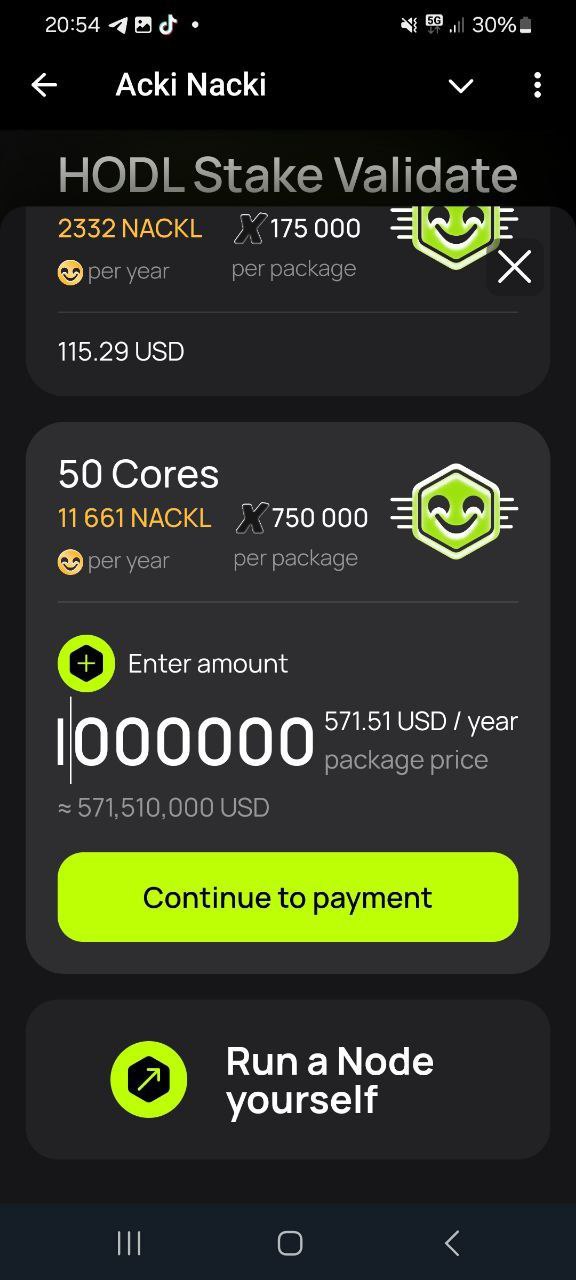 20:54
5G
30%
Acki Nacki
HODL Stake Validate
2332 NACKL
X 175 000
per year
per package
115.29 USD
50 Cores
11 661 NACKL
X 750 000
per year
per package
Enter amount
1000000
571.51 USD / year
package price
≈ 571,510,000 USD
Continue to payment
Run a Node
yourself